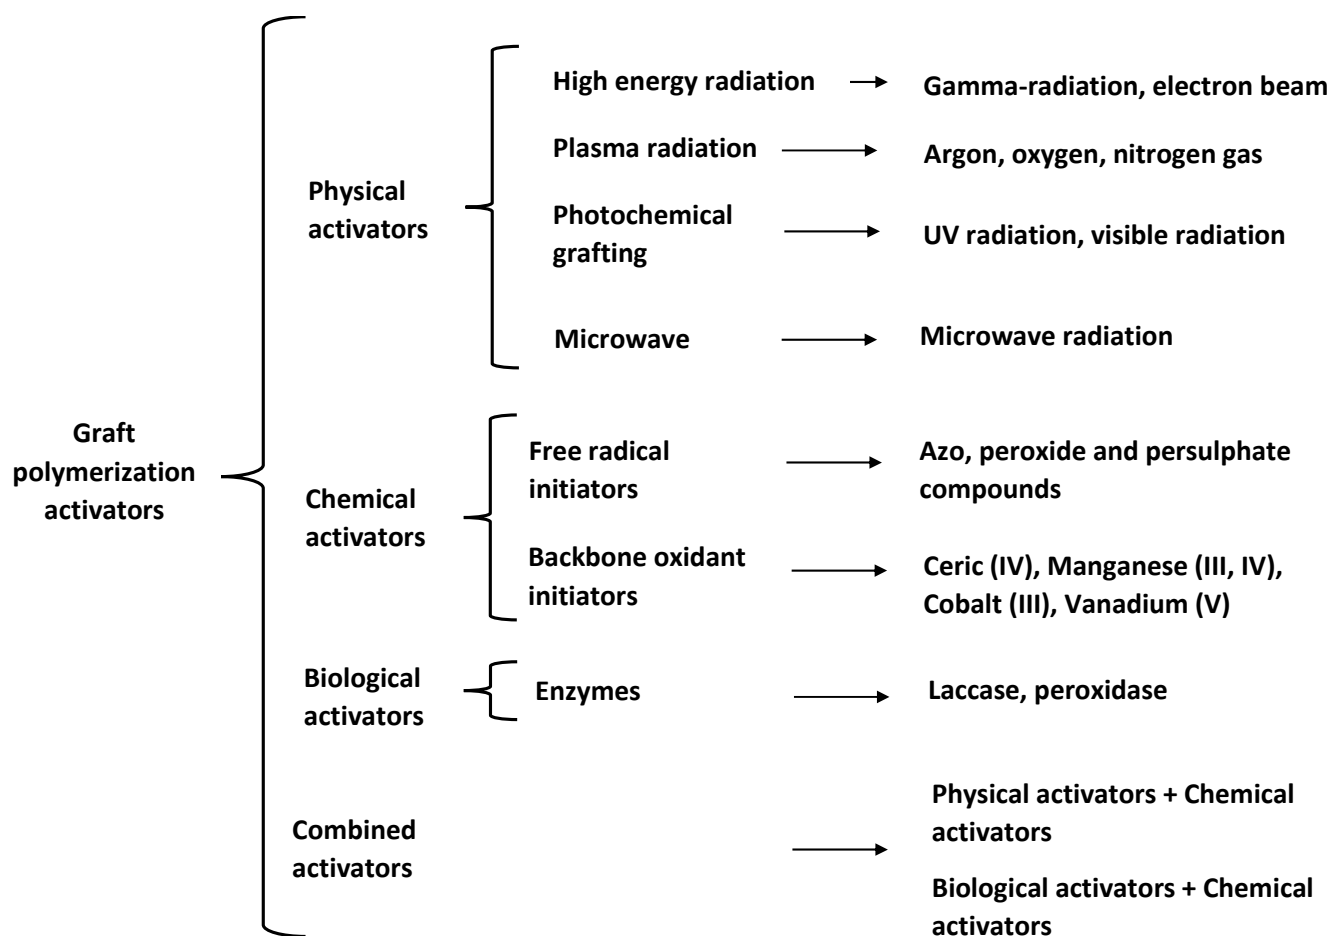 Graft
polymerization
activators
Physical
activators
High energy radiation
Gamma-radiation, electron beam
Plasma radiation
Argon, oxygen, nitrogen gas
Photochemical
grafting
UV radiation, visible radiation
Microwave
Microwave radiation
Chemical
activators
Free radical
initiators
Azo, peroxide and persulphate
compounds
Backbone oxidant
initiators
Ceric (IV), Manganese (III, IV),
Cobalt (III), Vanadium (V)
Biological
activators
Enzymes
Laccase, peroxidase
Combined
activators
Physical activators + Chemical
activators
Biological activators + Chemical
activators